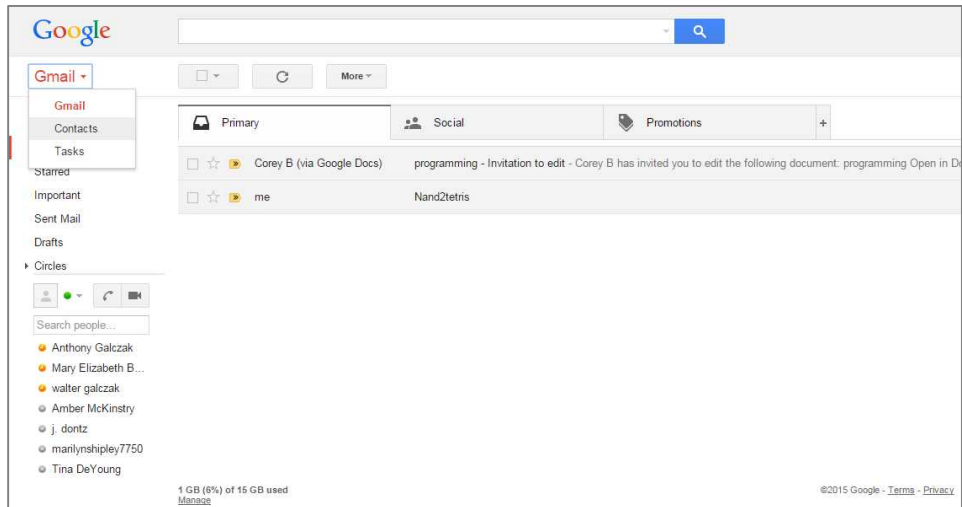 Google
Gmail
More
Gmail
Contacts
Tasks
Starred
Important
Sent Mail
Drafts
Circles
Search people...
Anthony Galczak
Mary Elizabeth B...
walter galczak
Amber McKinstry
j. dontz
marilynshipley7750
Tina DeYoung
Primary
Social
Promotions
+
Corey B (via Google Docs) programming - Invitation to edit - Corey B has invited you to edit the following document: programming Open in Do
me Nand2tetris
1 GB (6%) of 15 GB used
Manage
©2015 Google - Terms - Privacy